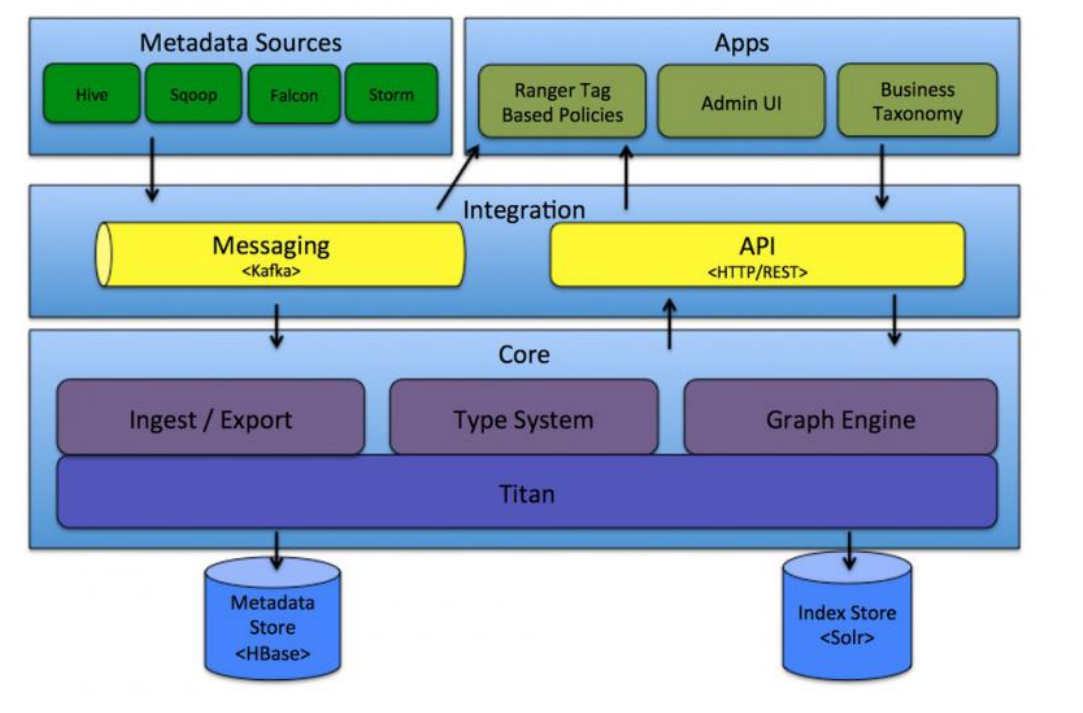 Metadata Sources
Hive
Sqoop
Falcon
Storm
Apps
Ranger Tag
Based Policies
Admin UI
Business
Taxonomy
Integration
Messaging
<Kafka>
API
<HTTP/REST>
Core
Ingest / Export
Type System
Graph Engine
Titan
Metadata
Store
<HBase>
Index Store
<Solr>